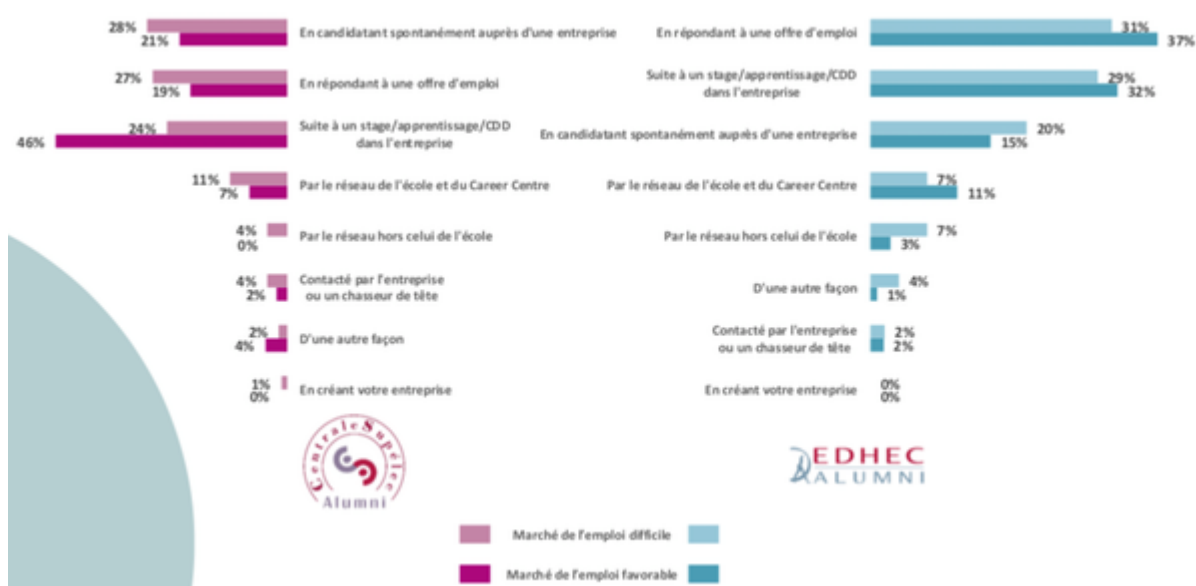 28%
21%
En candidatant spontanément auprès d'une entreprise
27%
19%
En répondant à une offre d'emploi
24%
46%
Suite à un stage/apprentissage/CDD
dans l'entreprise
11%
7%
Par le réseau de l'école et du Career Centre
4%
0%
Par le réseau hors celui de l'école
4%
2%
Contacté par l'entreprise
ou un chasseur de tête
2%
4%
D'une autre façon
1%
0%
En créant votre entreprise
En répondant à une offre d'emploi
31%
37%
Suite à un stage/apprentissage/CDD
dans l'entreprise
29%
32%
En candidatant spontanément auprès d'une entreprise
20%
15%
Par le réseau de l'école et du Career Centre
7%
11%
Par le réseau hors celui de l'école
7%
3%
D'une autre façon
4%
1%
Contacté par l'entreprise
ou un chasseur de tête
2%
2%
En créant votre entreprise
0%
0%
CentraleSupélec
Alumni
EDHEC
ALUMNI
Marché de l'emploi difficile
Marché de l'emploi favorable